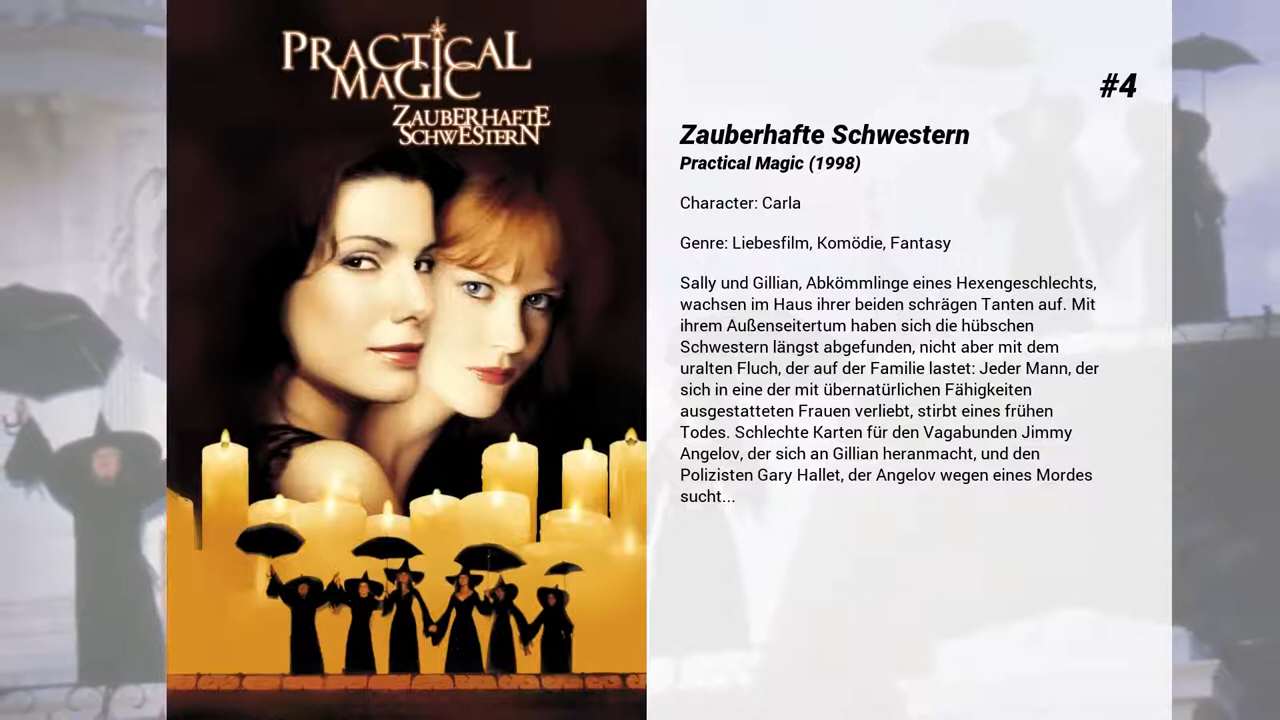 PRACTICAL
MAGIC
ZAUBERHAFTE
SCHWESTERN
#4
Zauberhafte Schwestern
Practical Magic (1998)
Character: Carla
Genre: Liebesfilm, Komödie, Fantasy
Sally und Gillian, Abkömmlinge eines Hexengeschlechts,
wachsen im Haus ihrer beiden schrägen Tanten auf. Mit
ihrem Außenseitertum haben sich die hübschen
Schwestern längst abgefunden, nicht aber mit dem
uralten Fluch, der auf der Familie lastet: Jeder Mann, der
sich in eine der mit übernatürlichen Fähigkeiten
ausgestatteten Frauen verliebt, stirbt eines frühen
Todes. Schlechte Karten für den Vagabunden Jimmy
Angelov, der sich an Gillian heranmacht, und den
Polizisten Gary Hallet, der Angelov wegen eines Mordes
sucht...